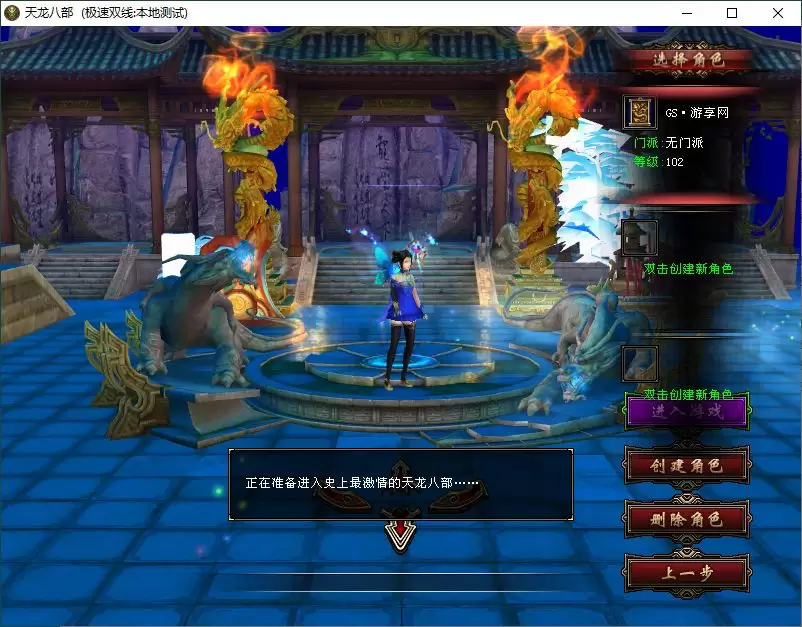 天龙八部 (极速双线:本地测试)
选择角色
GS·游享网
门派:无门派
等级:102
双击创建新角色
双击创建新角色
进入游戏
正在准备进入史上最激情的天龙八部……
创建角色
删除角色
上一步